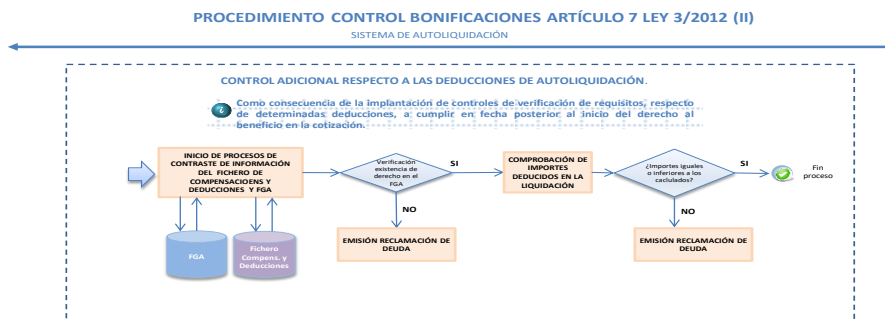 PROCEDIMIENTO CONTROL BONIFICACIONES ARTÍCULO 7 LEY 3/2012 (II)
SISTEMA DE AUTOLIQUIDACIÓN
CONTROL ADICIONAL RESPECTO A LAS DEDUCCIONES DE AUTOLIQUIDACIÓN.
Como consecuencia de la implantación de controles de verificación de requisitos, respecto
de determinadas deducciones, a cumplir en fecha posterior al inicio del derecho al
beneficio en la cotización.
INICIO DE PROCESOS DE
CONTRASTE DE INFORMACIÓN
DEL FICHERO DE
COMPENSACIOENS Y
DEDUCCIONES Y FGA
Verificación
existencia de
derecho en el
FGA
SI
COMPROBACIÓN DE
IMPORTES
DEDUCIDOS EN LA
LIQUIDACIÓN
¿Importes iguales
o inferiores a los
caclulados?
SI
Fin
proceso
NO
NO
FGA
Fichero
Compens. y
Deducciones
EMISIÓN RECLAMACIÓN DE
DEUDA
EMISIÓN RECLAMACIÓN DE
DEUDA